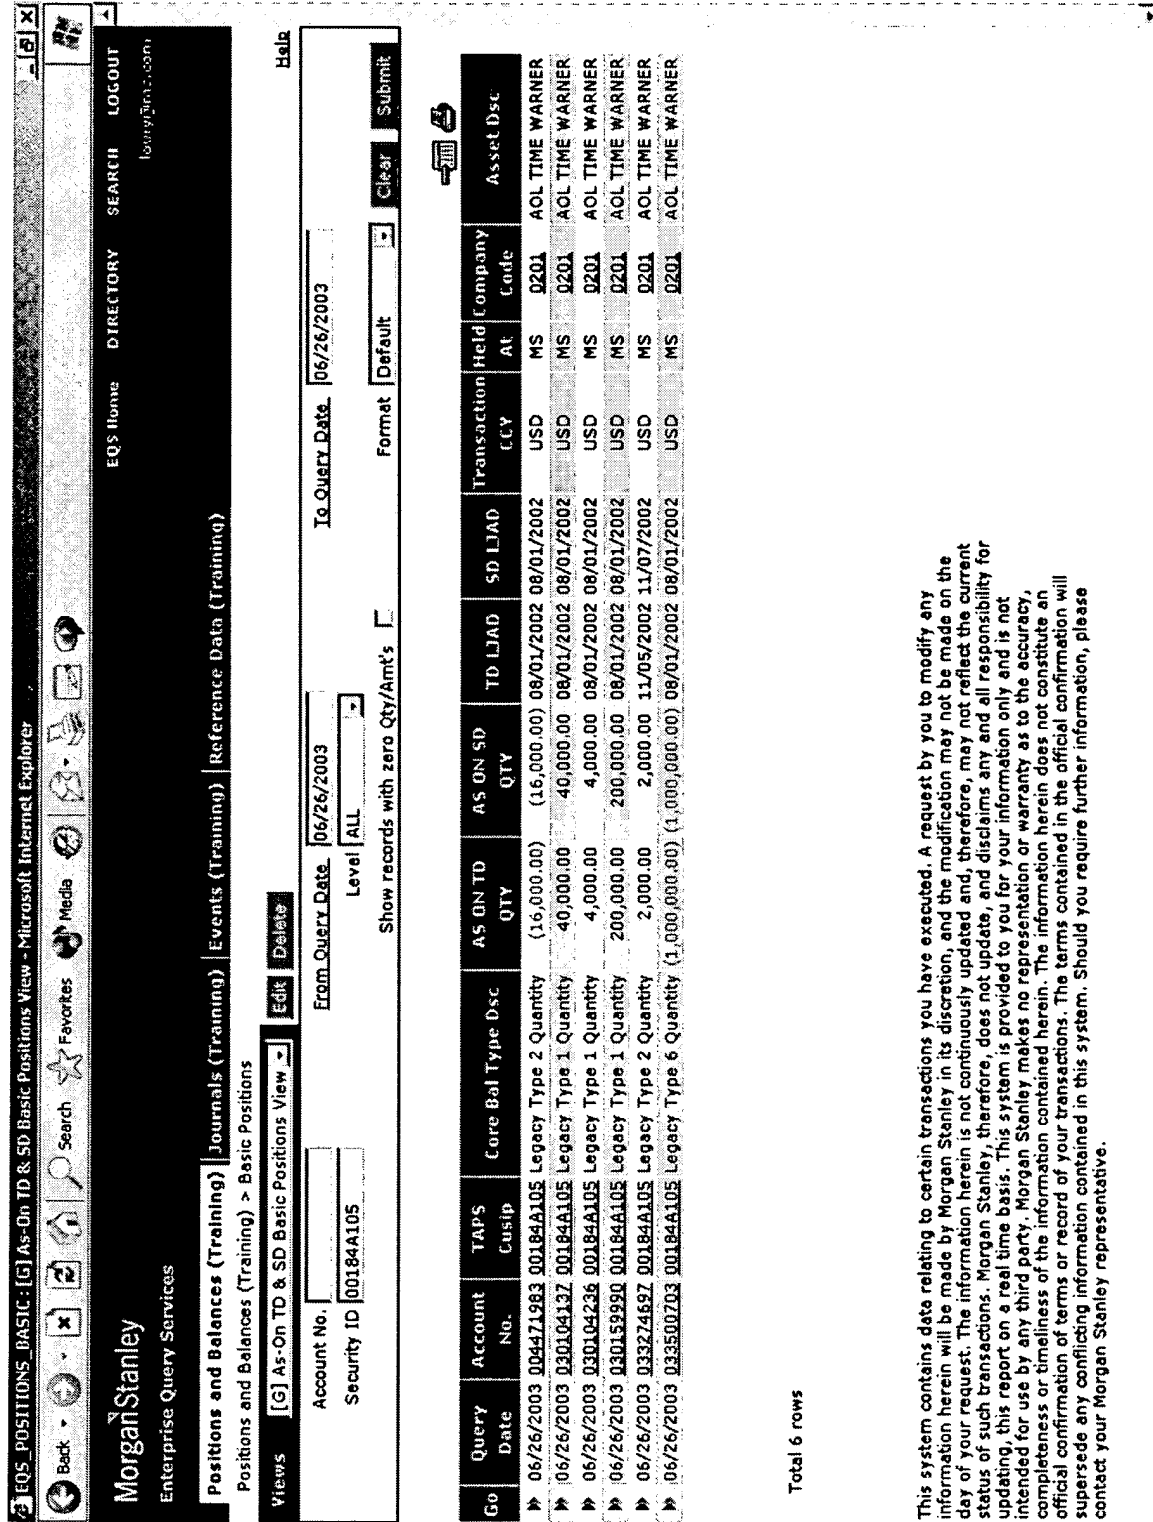 EQS_POSITIONS_BASIC: [G] As-On TD & SD Basic Positions View - Microsoft Internet Explorer
Back Search Favorites Media
MorganStanley
EQS Home DIRECTORY SEARCH LOGOUT
Enterprise Query Services
Positions and Balances (Training) Journals (Training) Events (Training) Reference Data (Training)
Positions and Balances (Training) > Basic Positions
Views [G] As-On TD & SD Basic Positions View Edit Delete Help
Account No. From Query Date 06/26/2003 To Query Date 06/26/2003
Security ID 00184A105 Level ALL
Show records with zero Qty/Amt's Format Default Clear Submit
Go Query Date Account No. TAPS Cusip Core Bal Type Dsc AS ON TD QTY AS ON SD QTY TD LJAD SD LJAD Transaction CCY Held At Company Code Asset Dsc
06/26/2003 004471983 00184A105 Legacy Type 2 Quantity (16,000.00) (16,000.00) 08/01/2002 08/01/2002 USD MS 0201 AOL TIME WARNER
06/26/2003 030104137 00184A105 Legacy Type 1 Quantity 40,000.00 40,000.00 08/01/2002 08/01/2002 USD MS 0201 AOL TIME WARNER
06/26/2003 030104236 00184A105 Legacy Type 1 Quantity 4,000.00 4,000.00 08/01/2002 08/01/2002 USD MS 0201 AOL TIME WARNER
06/26/2003 030159990 00184A105 Legacy Type 1 Quantity 200,000.00 200,000.00 08/01/2002 08/01/2002 USD MS 0201 AOL TIME WARNER
06/26/2003 033274697 00184A105 Legacy Type 2 Quantity 2,000.00 2,000.00 11/05/2002 11/07/2002 USD MS 0201 AOL TIME WARNER
06/26/2003 033500703 00184A105 Legacy Type 6 Quantity (1,000,000.00) (1,000,000.00) 08/01/2002 08/01/2002 USD MS 0201 AOL TIME WARNER
Total 6 rows
This system contains data relating to certain transactions you have executed. A request by you to modify any
information herein will be made by Morgan Stanley in its discretion, and the modification may not be made on the
day of your request. The information herein is not continuously updated and, therefore, may not reflect the current
status of such transactions. Morgan Stanley, therefore, does not update, and disclaims any and all responsibility for
updating, this report on a real time basis. This system is provided to you for your information only and is not
intended for use by any third party. Morgan Stanley makes no representation or warranty as to the accuracy,
completeness or timeliness of the information contained herein. The information herein does not constitute an
official confirmation of terms or record of your transactions. The terms contained in the official confirmation will
supersede any conflicting information contained in this system. Should you require further information, please
contact your Morgan Stanley representative.